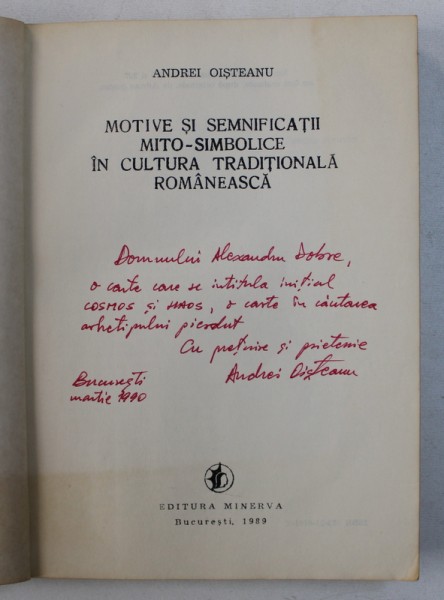 ANDREI OIȘTEANU
MOTIVE ȘI SEMNIFICAȚII
MITO-SIMBOLICE
ÎN CULTURA TRADIȚIONALĂ
ROMÂNEASCĂ
Domnului Alexandru Dobre,
o carte care se intitula inițial
COSMOS și HAOS, o carte în căutarea
arhetipului pierdut
Cu prețuire și prietenie
Andrei Oișteanu
București
martie 1990
EDITURA MINERVA
București, 1989